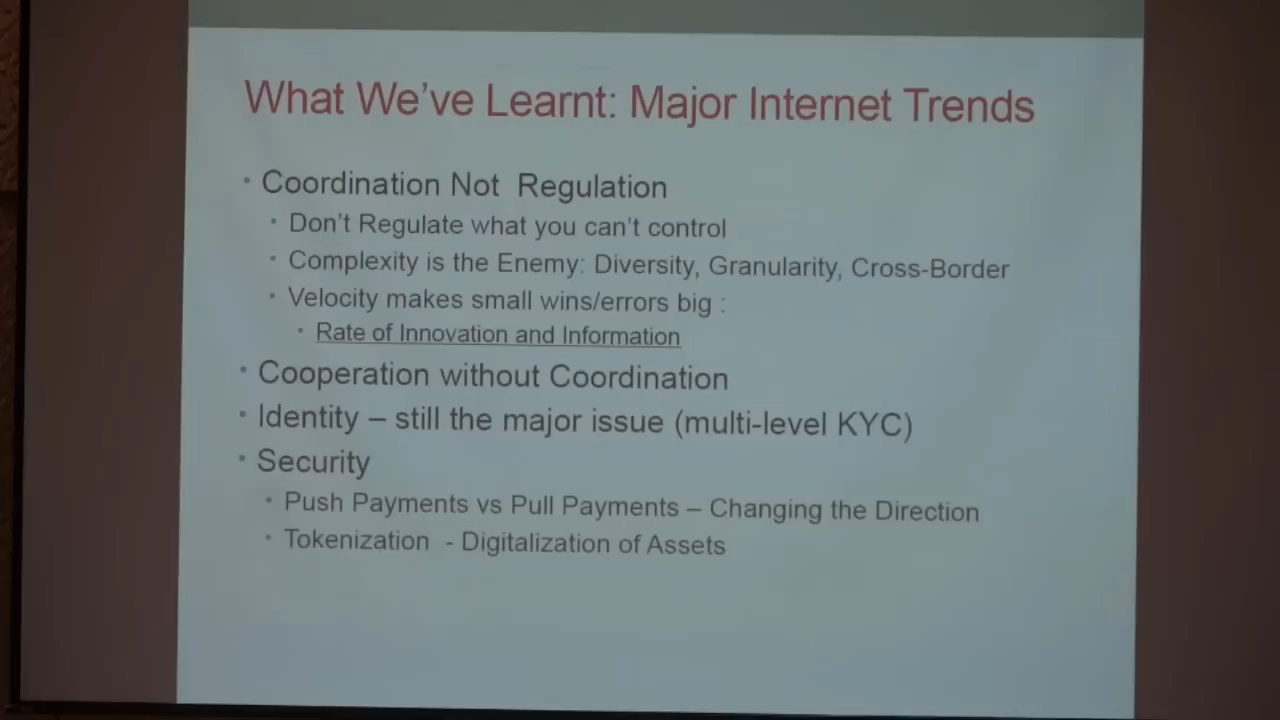 What We've Learnt: Major Internet Trends
• Coordination Not Regulation
• Don't Regulate what you can't control
• Complexity is the Enemy: Diversity, Granularity, Cross-Border
• Velocity makes small wins/errors big :
• Rate of Innovation and Information
• Cooperation without Coordination
• Identity – still the major issue (multi-level KYC)
• Security
• Push Payments vs Pull Payments – Changing the Direction
• Tokenization - Digitalization of Assets